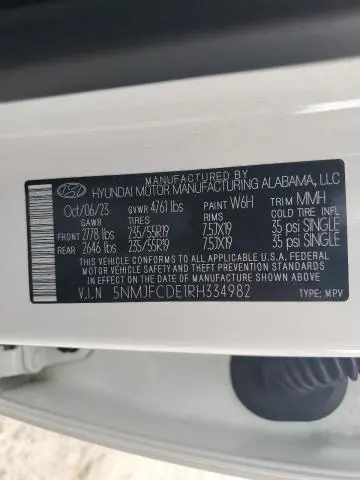 MANUFACTURED BY
HYUNDAI MOTOR MANUFACTURING ALABAMA, LLC
Oct/06/23 GVWR 4761 lbs PAINT W6H TRIM MMH
GAWR TIRES RIMS COLD TIRE INFL
FRONT 2778 lbs 235/55R19 7.5JX19 35 psi SINGLE
REAR 2646 lbs 235/55R19 7.5JX19 35 psi SINGLE
THIS VEHICLE CONFORMS TO ALL APPLICABLE U.S.A. FEDERAL
MOTOR VEHICLE SAFETY AND THEFT PREVENTION STANDARDS
IN EFFECT ON THE DATE OF MANUFACTURE SHOWN ABOVE.
V.I.N 5NMJFCDE1RH334982 TYPE: MPV